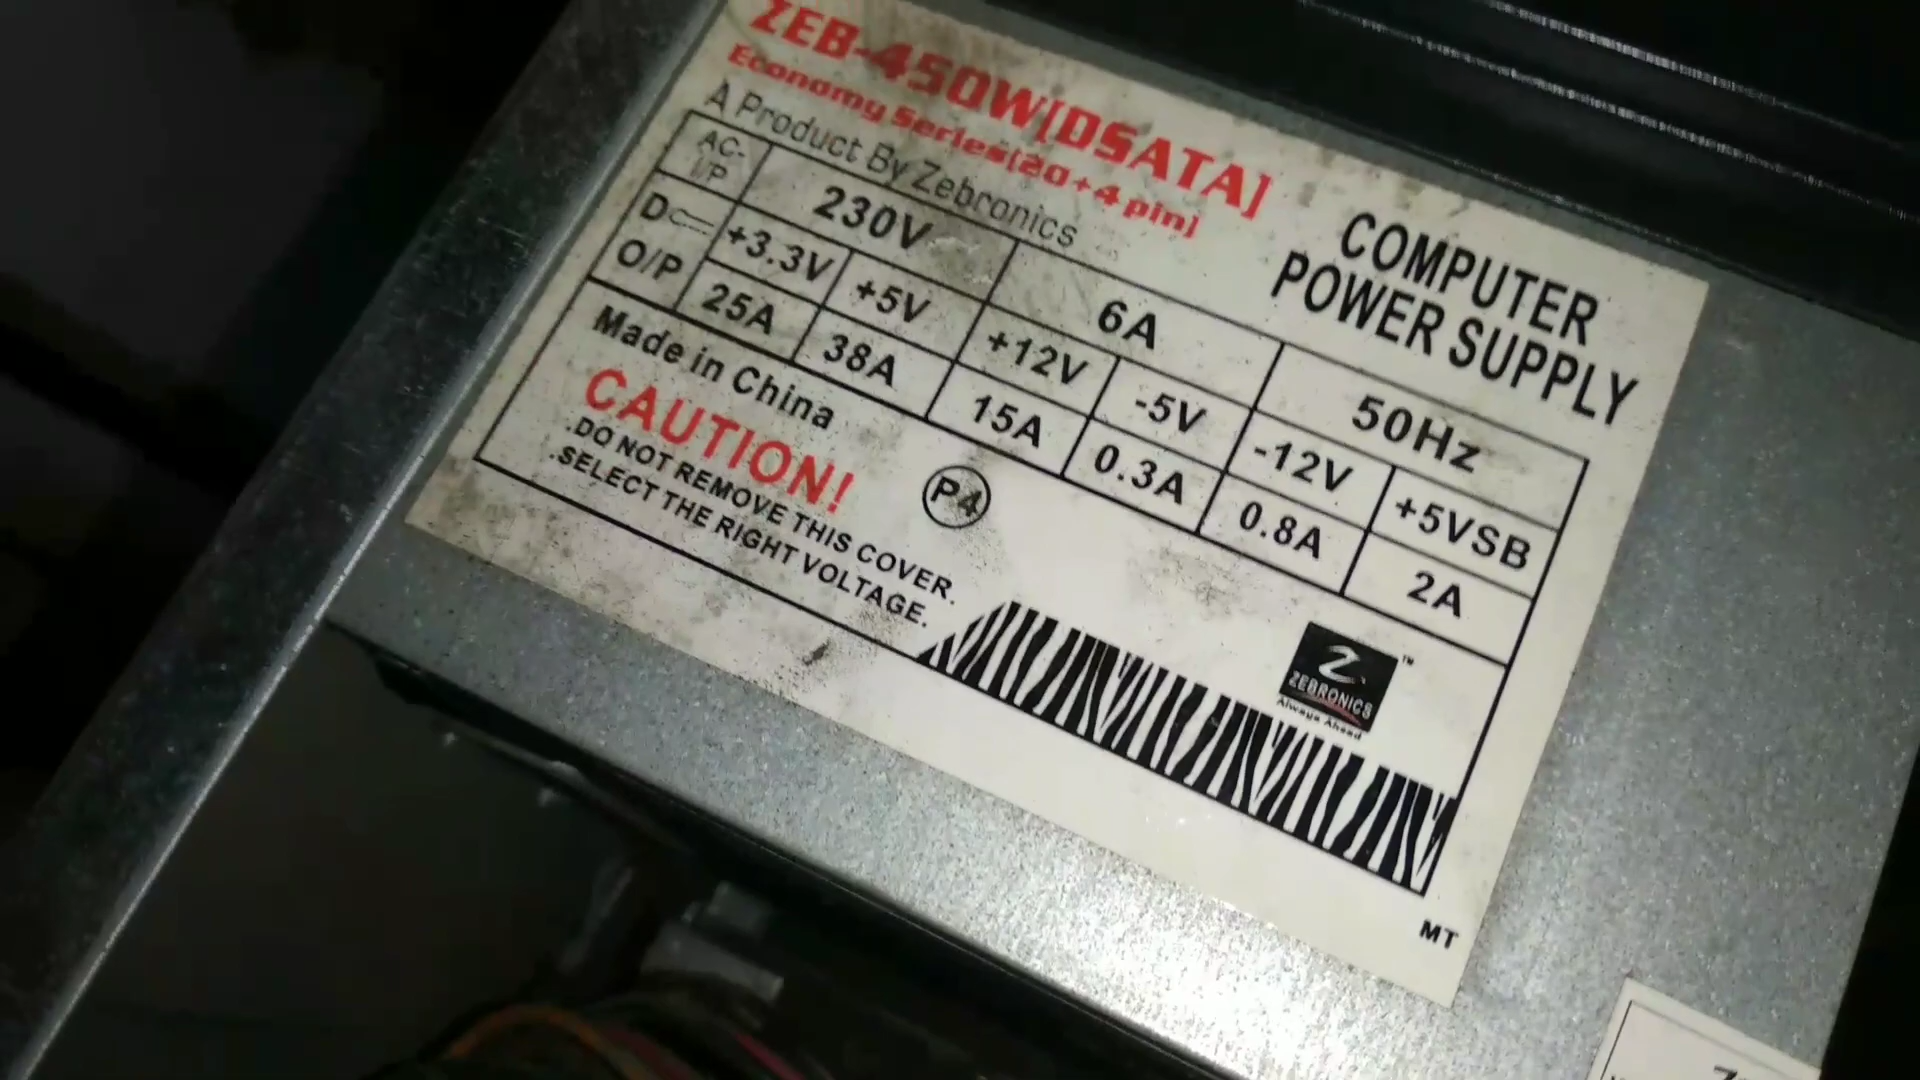 ZEB-450W[DSATA]
Economy Series[20+4 pin]
A Product By Zebronics
COMPUTER
POWER SUPPLY
AC-I/P 230V 6A 50Hz
DC +3.3V +5V +12V -5V -12V +5VSB
O/P 25A 38A 15A 0.3A 0.8A 2A
Made in China
CAUTION!
.DO NOT REMOVE THIS COVER.
.SELECT THE RIGHT VOLTAGE.
P4
Z
ZEBRONICS
™
Always Ahead
MT